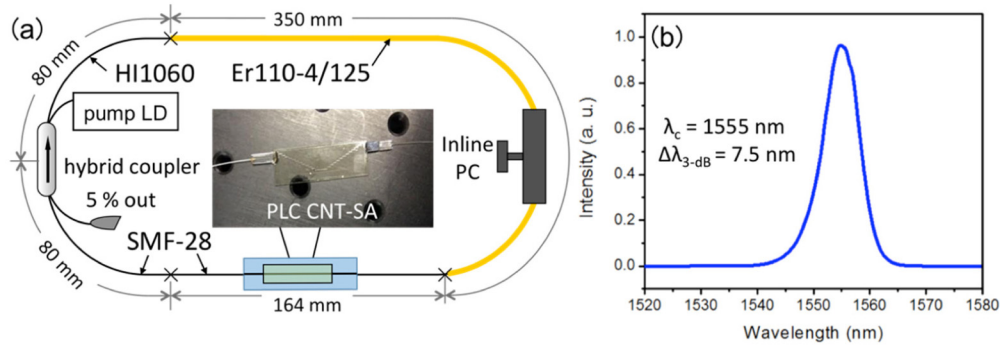 (a)
350 mm
80 mm
HI1060
Er110-4/125
pump LD
hybrid coupler
5 % out
Inline
PC
PLC CNT-SA
SMF-28
80 mm
164 mm
(b)
λc = 1555 nm
Δλ3-dB = 7.5 nm
Intensity (a. u.)
1.0
0.8
0.6
0.4
0.2
0.0
1520 1530 1540 1550 1560 1570 1580
Wavelength (nm)